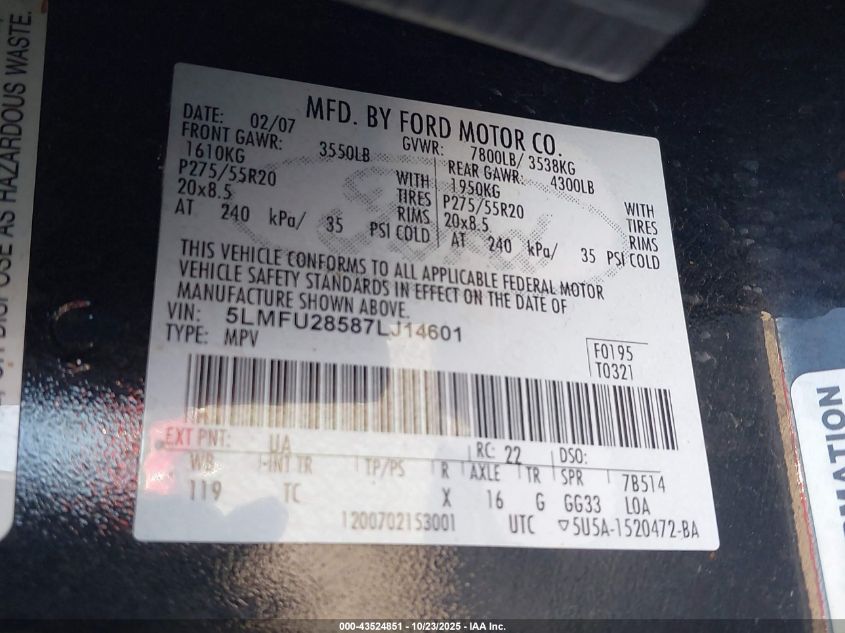 AS HAZARDOUS WASTE.
MFD. BY FORD MOTOR CO.
DATE: 02/07 GVWR: 7800LB/ 3538KG
FRONT GAWR: 3550LB REAR GAWR: 4300LB
1610KG WITH 1950KG WITH
P275/55R20 TIRES P275/55R20 TIRES
20x8.5 RIMS 20x8.5 RIMS
AT 240 kPa/ 35 PSI COLD AT 240 kPa/ 35 PSI COLD
THIS VEHICLE CONFORMS TO ALL APPLICABLE FEDERAL MOTOR
VEHICLE SAFETY STANDARDS IN EFFECT ON THE DATE OF
MANUFACTURE SHOWN ABOVE.
VIN: 5LMFU28587LJ14601
TYPE: MPV
F0195
T0321
EXT PNT: UA RC: 22 DSO:
WB INT TR TP/PS R AXLE TR SPR 7B514
119 TC X 16 G GG33 LOA
1200702153001 UTC ▽5U5A-1520472-BA
000-43524851 | 10/23/2025 - IAA Inc.